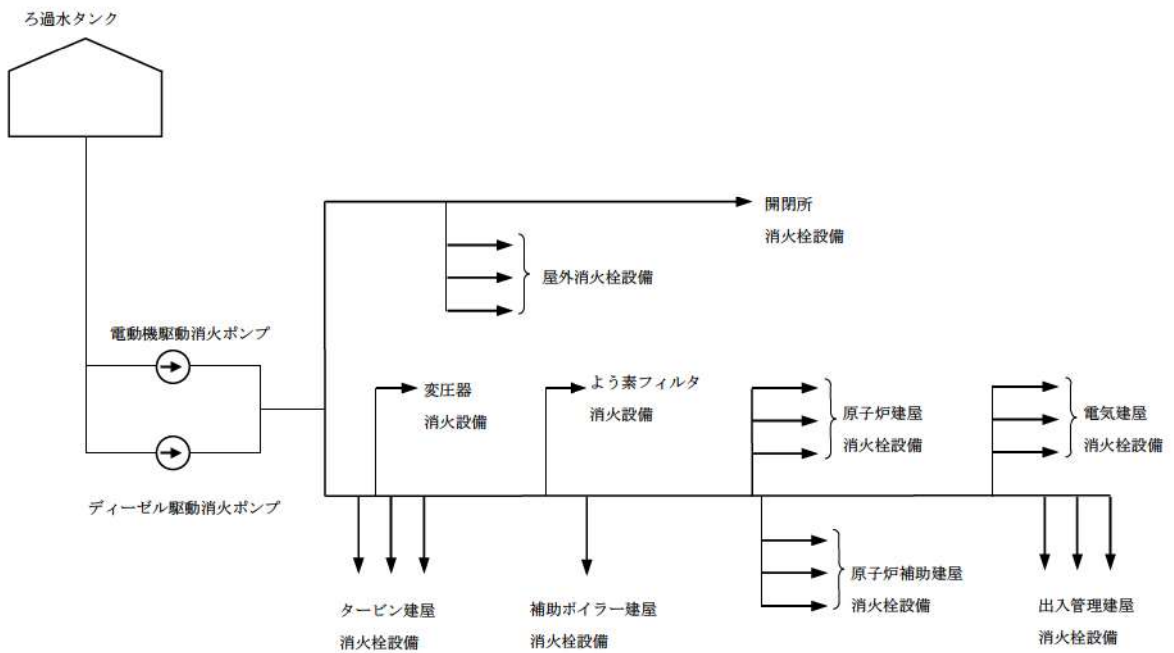 ろ過水タンク
開閉所
消火栓設備
屋外消火栓設備
電動機駆動消火ポンプ
変圧器
消火設備
よう素フィルタ
消火設備
原子炉建屋
消火栓設備
電気建屋
消火栓設備
ディーゼル駆動消火ポンプ
タービン建屋
消火栓設備
補助ボイラー建屋
消火栓設備
原子炉補助建屋
消火栓設備
出入管理建屋
消火栓設備